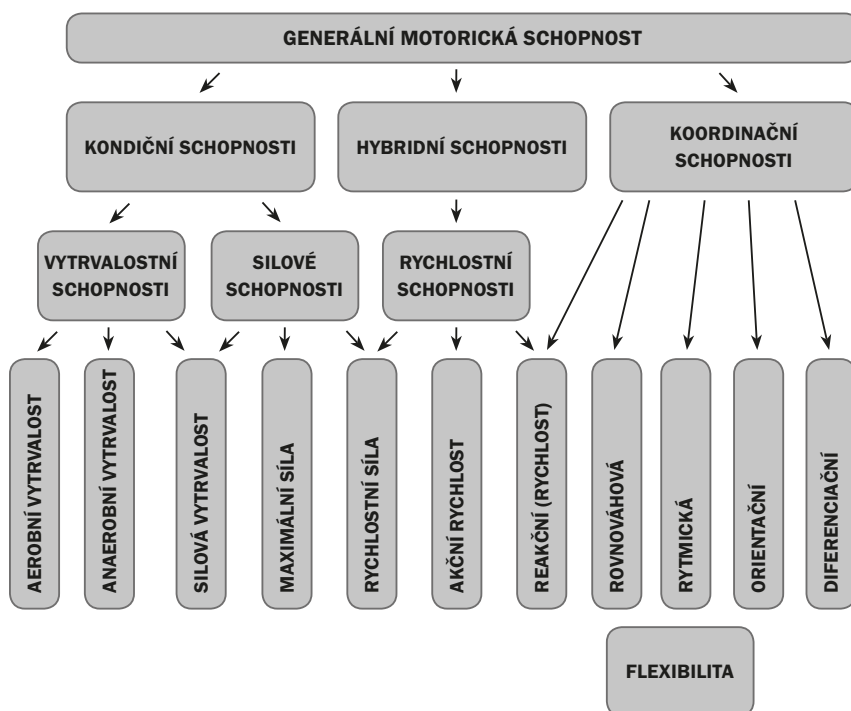 GENERÁLNÍ MOTORICKÁ SCHOPNOST
KONDIČNÍ SCHOPNOSTI
HYBRIDNÍ SCHOPNOSTI
KOORDINAČNÍ
SCHOPNOSTI
VYTRVALOSTNÍ
SCHOPNOSTI
SILOVÉ
SCHOPNOSTI
RYCHLOSTNÍ
SCHOPNOSTI
AEROBNÍ VYTRVALOST
ANAEROBNÍ VYTRVALOST
SILOVÁ VYTRVALOST
MAXIMÁLNÍ SÍLA
RYCHLOSTNÍ SÍLA
AKČNÍ RYCHLOST
REAKČNÍ (RYCHLOST)
ROVNOVÁHOVÁ
RYTMICKÁ
ORIENTAČNÍ
DIFERENCIAČNÍ
FLEXIBILITA